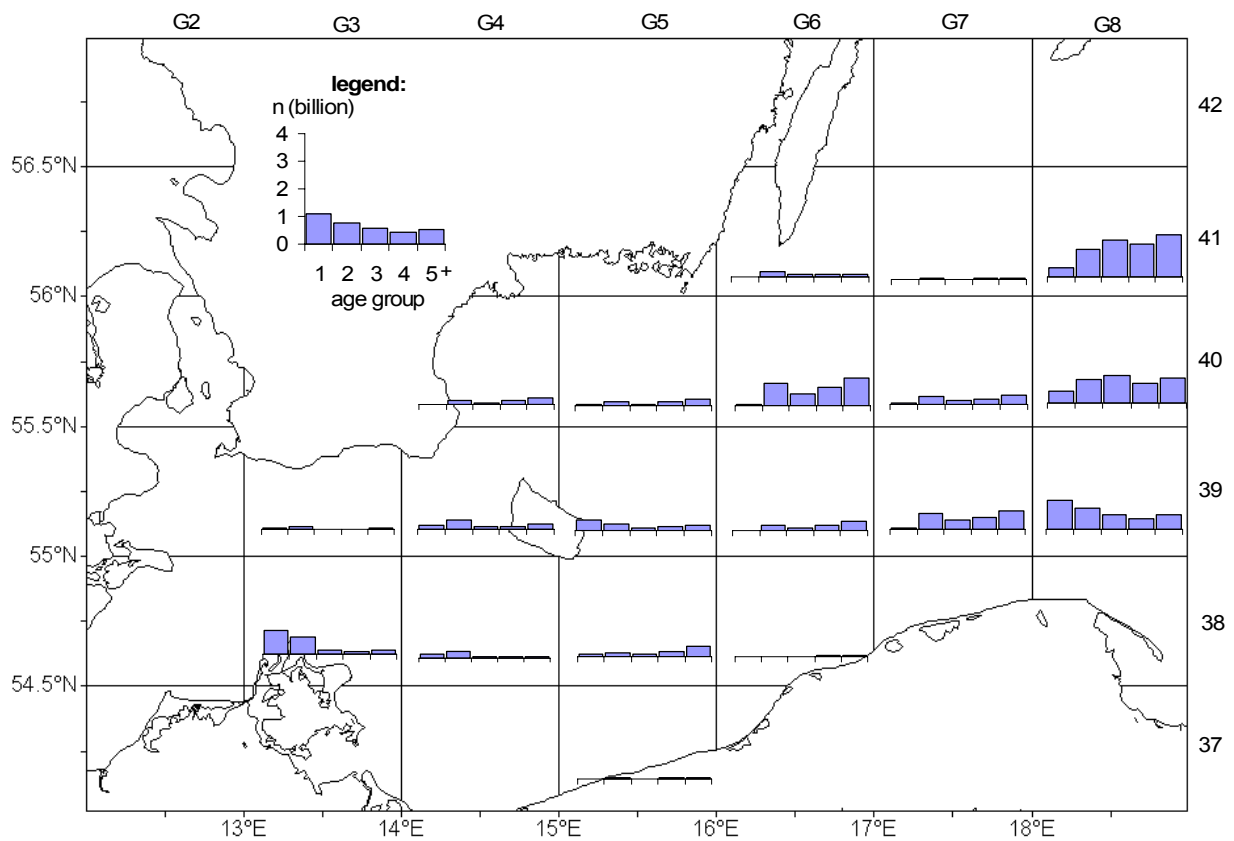 G2 G3 G4 G5 G6 G7 G8
legend:
n (billion)
4
3
2
1
0
1 2 3 4 5+
age group
42
56.5°N
41
56°N
40
55.5°N
39
55°N
38
54.5°N
37
13°E 14°E 15°E 16°E 17°E 18°E